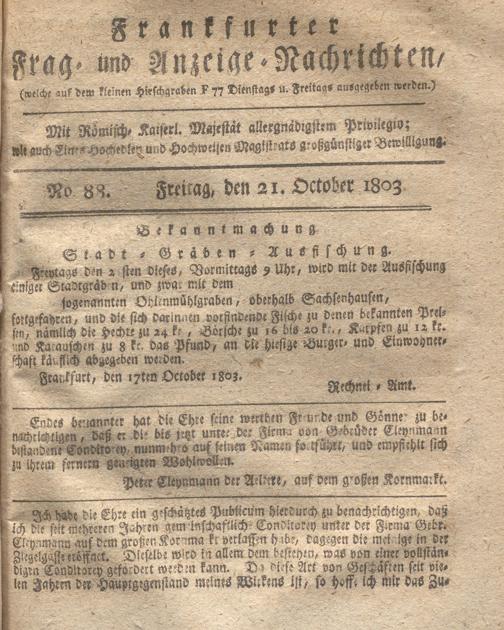 Frankfurter
Frag- und Anzeige-Nachrichten,
(welche auf dem kleinen Hirschgraben F 77 Dienstags u. Freitags ausgegeben werden.)
Mit Römisch-Kaiserl. Majestät allergnädigstem Privilegio;
wie auch Eines Hochedlen und Hochweisen Magistrats großgünstiger Bewilligung.
No. 88. Freitag, den 21. October 1803
Bekanntmachung
Stadt-Gräben-Ausfischung.
Freytags den 2 sten dieses, Vormittags 9 Uhr, wird mit der Ausfischung
einiger Stadtgräben, und zwar mit dem
sogenannten Ohlenmühlgraben, oberhalb Sachsenhausen,
fortgefahren, und die sich darinnen vorfindende Fische zu denen bekannten Prei-
sen, nämlich die Hechte zu 24 kr., Börsche zu 16 bis 20 kr., Karpfen zu 12 kr.
und Karauschen zu 8 kr. das Pfund, an die hiesige Burger- und Einwohner-
schaft käuflich abgegeben werden.
Frankfurt, den 17ten October 1803.
Rechnei-Amt.
Endes benannter hat die Ehre seine werthen Freunde und Gönner zu be-
nachrichtigen, daß er die bis jetzt unter der Firma von Gebrüder Cleynmann
bestandene Conditorey, nunmehro auf seinen Namen fortführt, und empfiehlt sich
zu ihrem fernern geneigten Wohlwollen.
Peter Cleynmann der Aeltere, auf dem großen Kornmarkt.
Ich habe die Ehre ein geschätztes Publicum hierdurch zu benachrichtigen, daß
ich die seit mehreren Jahren gemeinschaftlich Conditorey unter der Firma Gebr.
Cleynmann auf dem großen Kornmarkt verlassen habe, dagegen die meinige in der
Ziegelgasse eröffnet. Dieselbe wird in allem dem bestehen, was von einer vollstän-
digen Conditorey gefordert werden kann. Da diese Art von Geschäften seit vie-
len Jahren der Hauptgegenstand meines Wirkens ist, so hoffe ich mir das Zu-